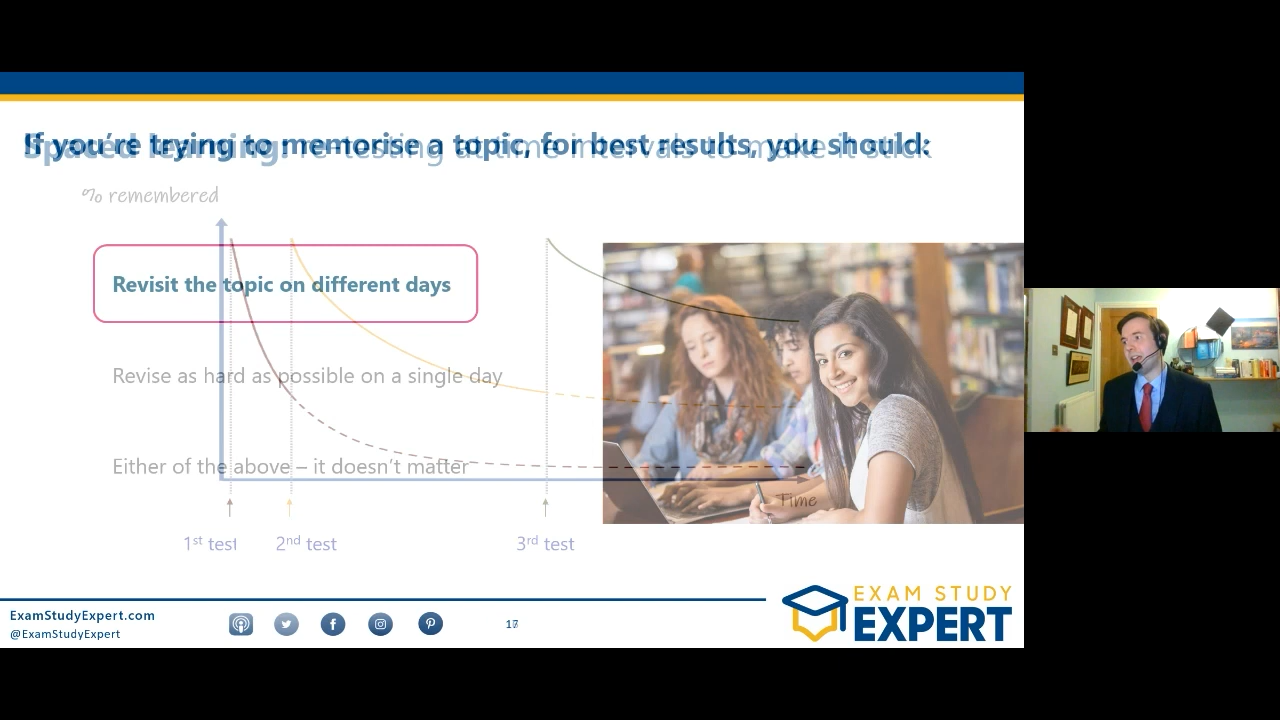 If you're trying to memorise a topic, for best results, you should:
Spaced learning: re-testing at time intervals to make it stick
% remembered
Revisit the topic on different days
Revise as hard as possible on a single day
Either of the above – it doesn't matter
Time
1st test
2nd test
3rd test
ExamStudyExpert.com
@ExamStudyExpert
EXAM STUDY
EXPERT